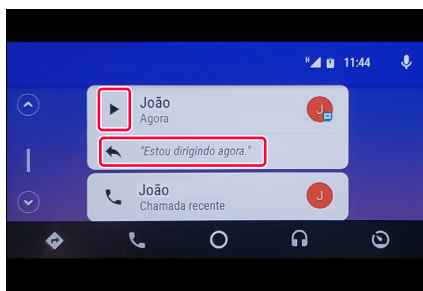 H 11:44
João
Agora
J
"Estou dirigindo agora."
João
Chamada recente
J